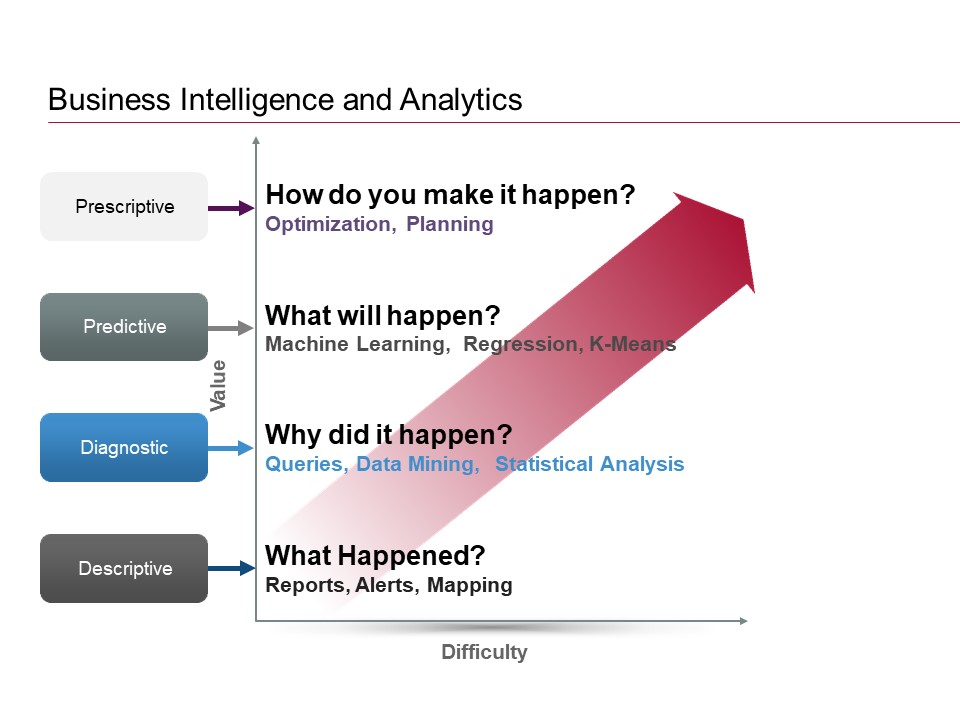 Business Intelligence and Analytics
Prescriptive
How do you make it happen?
Optimization, Planning
Predictive
What will happen?
Machine Learning, Regression, K-Means
Value
Diagnostic
Why did it happen?
Queries, Data Mining, Statistical Analysis
Descriptive
What Happened?
Reports, Alerts, Mapping
Difficulty